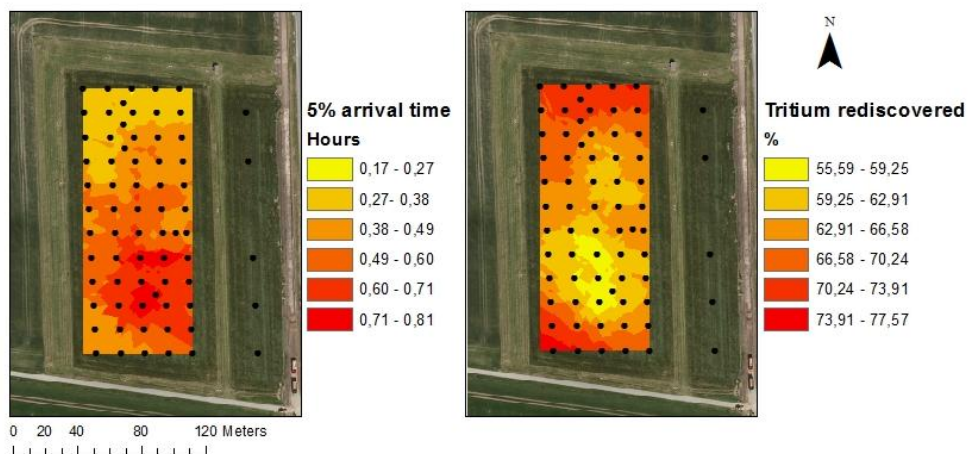 5% arrival time
Hours
0,17 - 0,27
0,27- 0,38
0,38 - 0,49
0,49 - 0,60
0,60 - 0,71
0,71 - 0,81
N
Tritium rediscovered
%
55,59 - 59,25
59,25 - 62,91
62,91 - 66,58
66,58 - 70,24
70,24 - 73,91
73,91 - 77,57
0 20 40 80 120 Meters